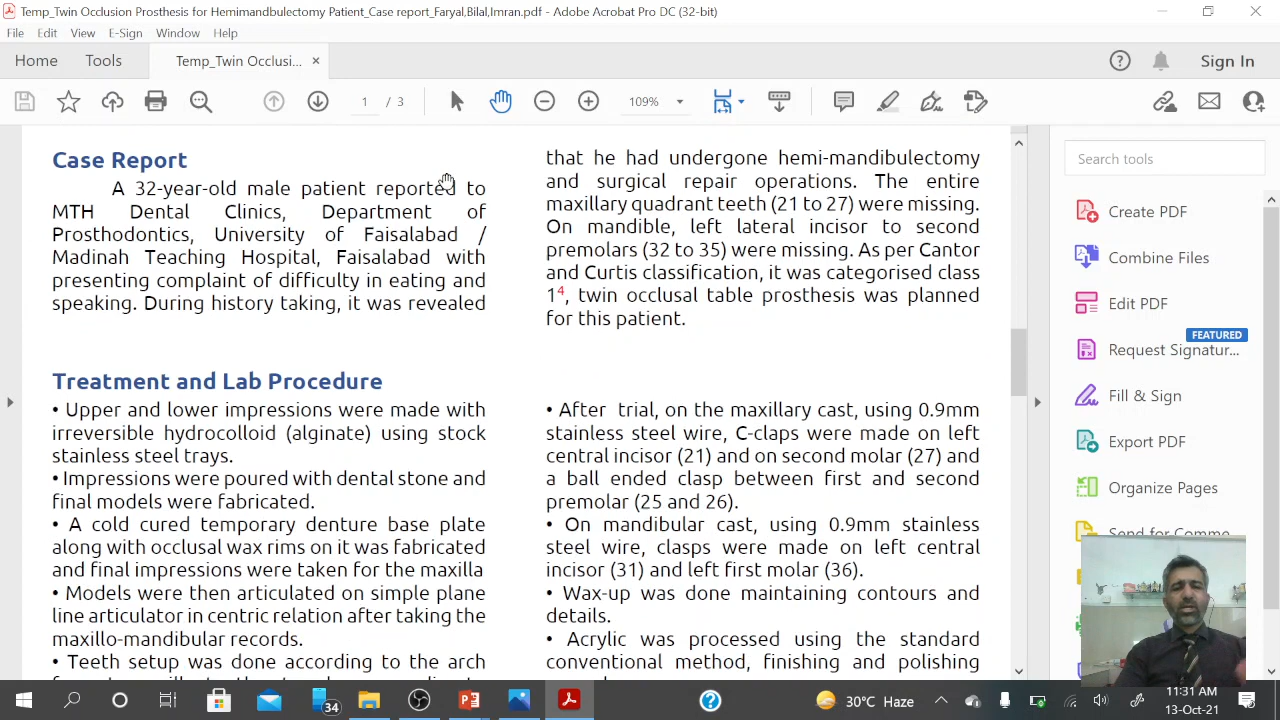 Temp_Twin Occlusion Prosthesis for Hemimandbulectomy Patient_Case report_Faryal,Bilal,Imran.pdf - Adobe Acrobat Pro DC (32-bit)
File Edit View E-Sign Window Help
Home Tools Temp_Twin Occlusi... × Sign In
1 / 3 109%
Case Report
A 32-year-old male patient reported to
MTH Dental Clinics, Department of
Prosthodontics, University of Faisalabad /
Madinah Teaching Hospital, Faisalabad with
presenting complaint of difficulty in eating and
speaking. During history taking, it was revealed
that he had undergone hemi-mandibulectomy
and surgical repair operations. The entire
maxillary quadrant teeth (21 to 27) were missing.
On mandible, left lateral incisor to second
premolars (32 to 35) were missing. As per Cantor
and Curtis classification, it was categorised class
1⁴, twin occlusal table prosthesis was planned
for this patient.
Treatment and Lab Procedure
• Upper and lower impressions were made with
irreversible hydrocolloid (alginate) using stock
stainless steel trays.
• Impressions were poured with dental stone and
final models were fabricated.
• A cold cured temporary denture base plate
along with occlusal wax rims on it was fabricated
and final impressions were taken for the maxilla
• Models were then articulated on simple plane
line articulator in centric relation after taking the
maxillo-mandibular records.
• Teeth setup was done according to the arch
• After trial, on the maxillary cast, using 0.9mm
stainless steel wire, C-claps were made on left
central incisor (21) and on second molar (27) and
a ball ended clasp between first and second
premolar (25 and 26).
• On mandibular cast, using 0.9mm stainless
steel wire, clasps were made on left central
incisor (31) and left first molar (36).
• Wax-up was done maintaining contours and
details.
• Acrylic was processed using the standard
conventional method, finishing and polishing
Search tools
Create PDF
Combine Files
Edit PDF
FEATURED
Request Signatur...
Fill & Sign
Export PDF
Organize Pages
Send for Comme...
34
30°C Haze
11:31 AM
13-Oct-21